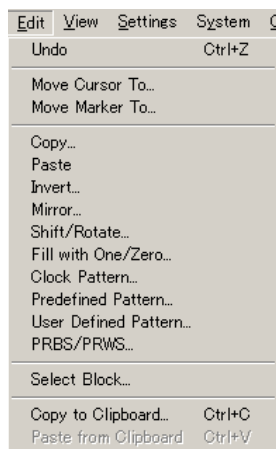 Edit View Settings System
Undo Ctrl+Z
Move Cursor To...
Move Marker To...
Copy...
Paste
Invert...
Mirror...
Shift/Rotate...
Fill with One/Zero...
Clock Pattern...
Predefined Pattern...
User Defined Pattern...
PRBS/PRWS...
Select Block...
Copy to Clipboard... Ctrl+C
Paste from Clipboard Ctrl+V